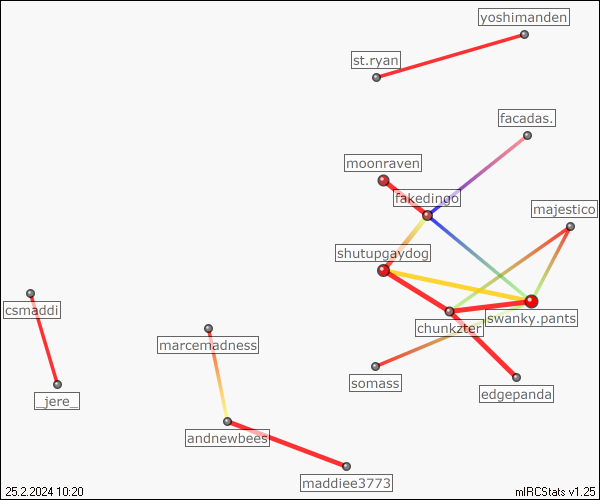 yoshimanden
st.ryan
facadas.
moonraven
fakedingo
majestico
shutupgaydog
csmaddi
swanky.pants
chunkzter
marcemadness
somass
edgepanda
_jere_
andnewbees
maddiee3773
25.2.2024 10:20
mIRCStats v1.25